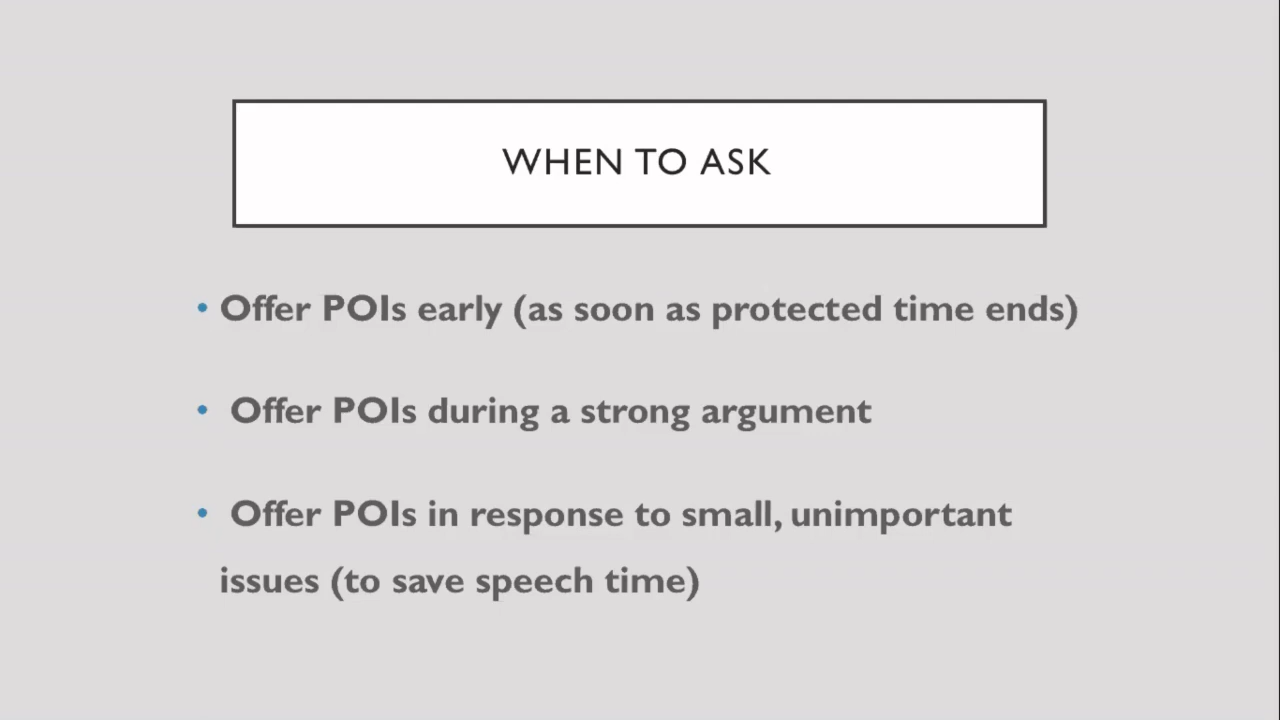 WHEN TO ASK
• Offer POIs early (as soon as protected time ends)
• Offer POIs during a strong argument
• Offer POIs in response to small, unimportant
issues (to save speech time)